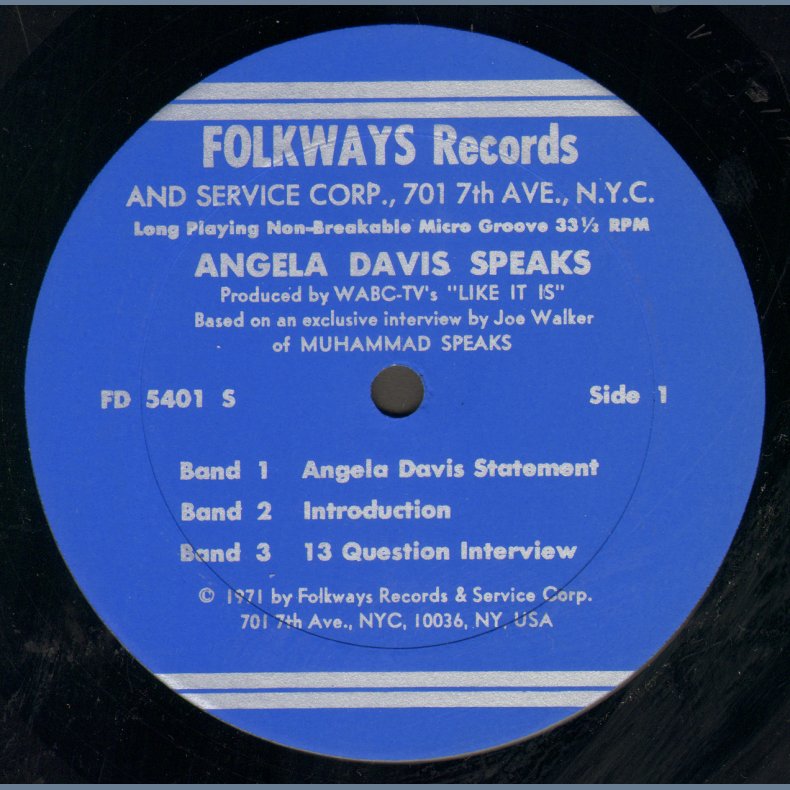 FOLKWAYS Records
AND SERVICE CORP., 701 7th AVE., N.Y.C.
Long Playing Non-Breakable Micro Groove 33⅓ RPM
ANGELA DAVIS SPEAKS
Produced by WABC-TV's "LIKE IT IS"
Based on an exclusive interview by Joe Walker
of MUHAMMAD SPEAKS
FD 5401 S Side 1
Band 1 Angela Davis Statement
Band 2 Introduction
Band 3 13 Question Interview
© 1971 by Folkways Records & Service Corp.
701 7th Ave., NYC, 10036, NY, USA